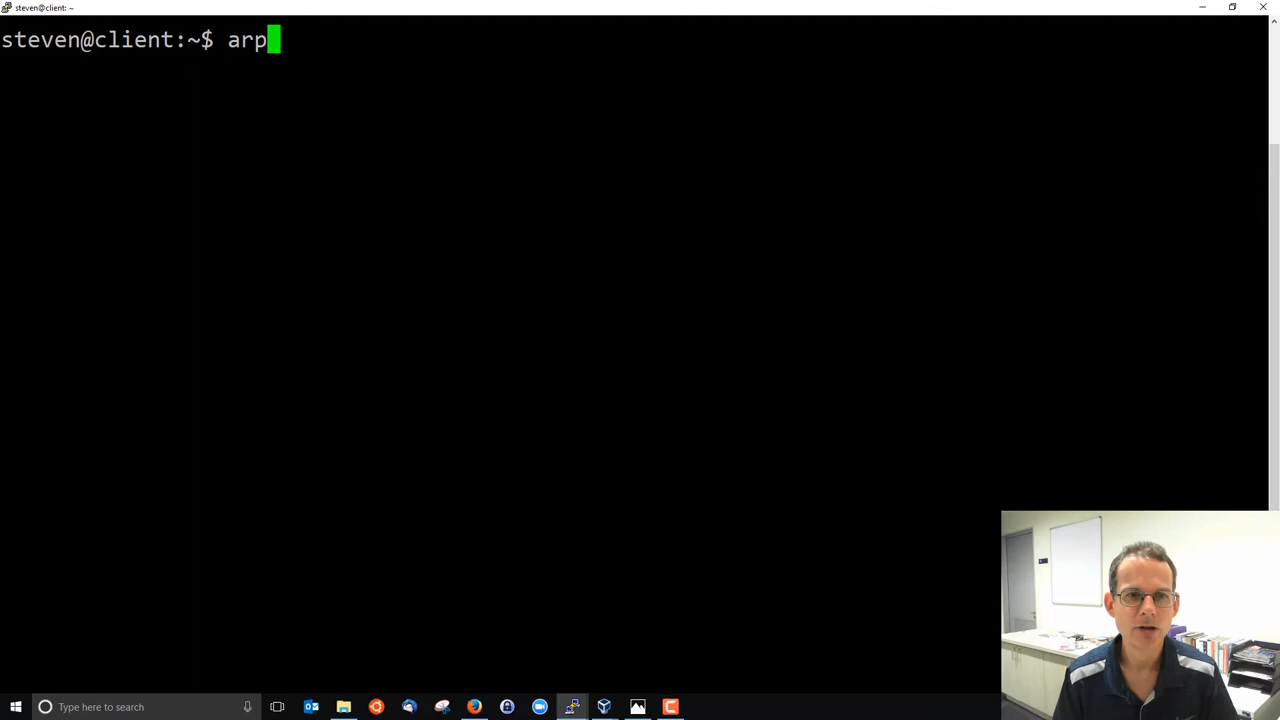 steven@client: ~
steven@client:~$ arp
Type here to search